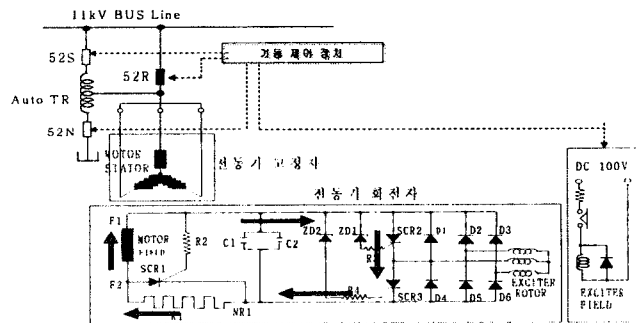 11kV BUS Line
52S
52R
기동 제어 장치
Auto TR
52N
MOTOR
STATOR
전동기 고정자
DC 100V
전동기 회전자
F1
MOTOR
FIELD
R2
C1
C2
ZD2
ZD1
SCR2
D1
D2
D3
SCR1
F2
R4
SCR3
D4
D5
D6
EXCITER
ROTOR
NR1
EXCITER
FIELD